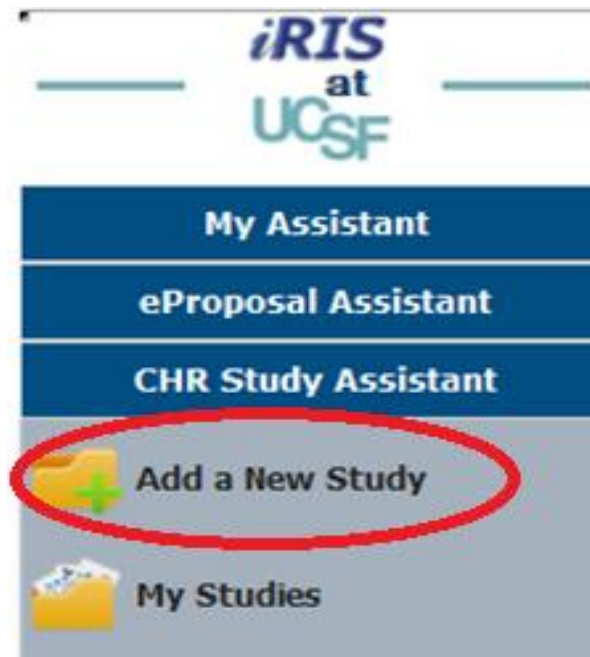 iRIS
at
UCSF
My Assistant
eProposal Assistant
CHR Study Assistant
Add a New Study
My Studies